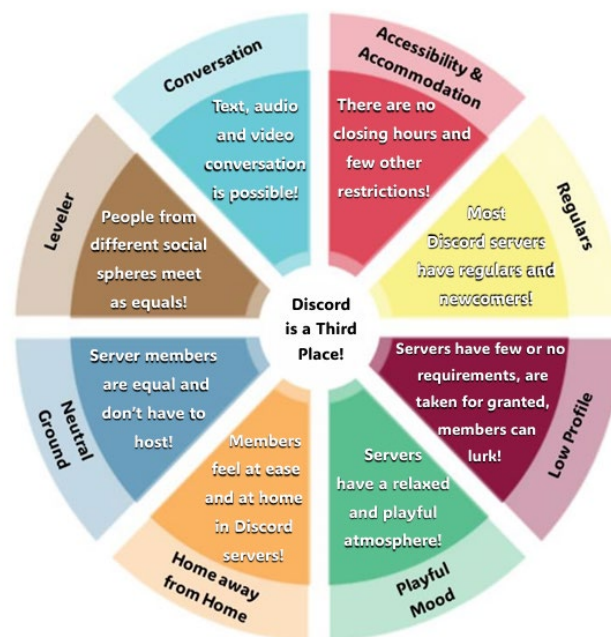 Conversation
Text, audio
and video
conversation
is possible!
Accessibility &
Accommodation
There are no
closing hours and
few other
restrictions!
Regulars
Most
Discord servers
have regulars and
newcomers!
Low Profile
Servers have few or no
requirements, are
taken for granted,
members can
lurk!
Playful
Mood
Servers
have a relaxed
and playful
atmosphere!
Home away
from Home
Members
feel at ease
and at home
in Discord
servers!
Neutral
Ground
Server members
are equal and
don't have to
host!
Leveler
People from
different social
spheres meet
as equals!
Discord
is a Third
Place!